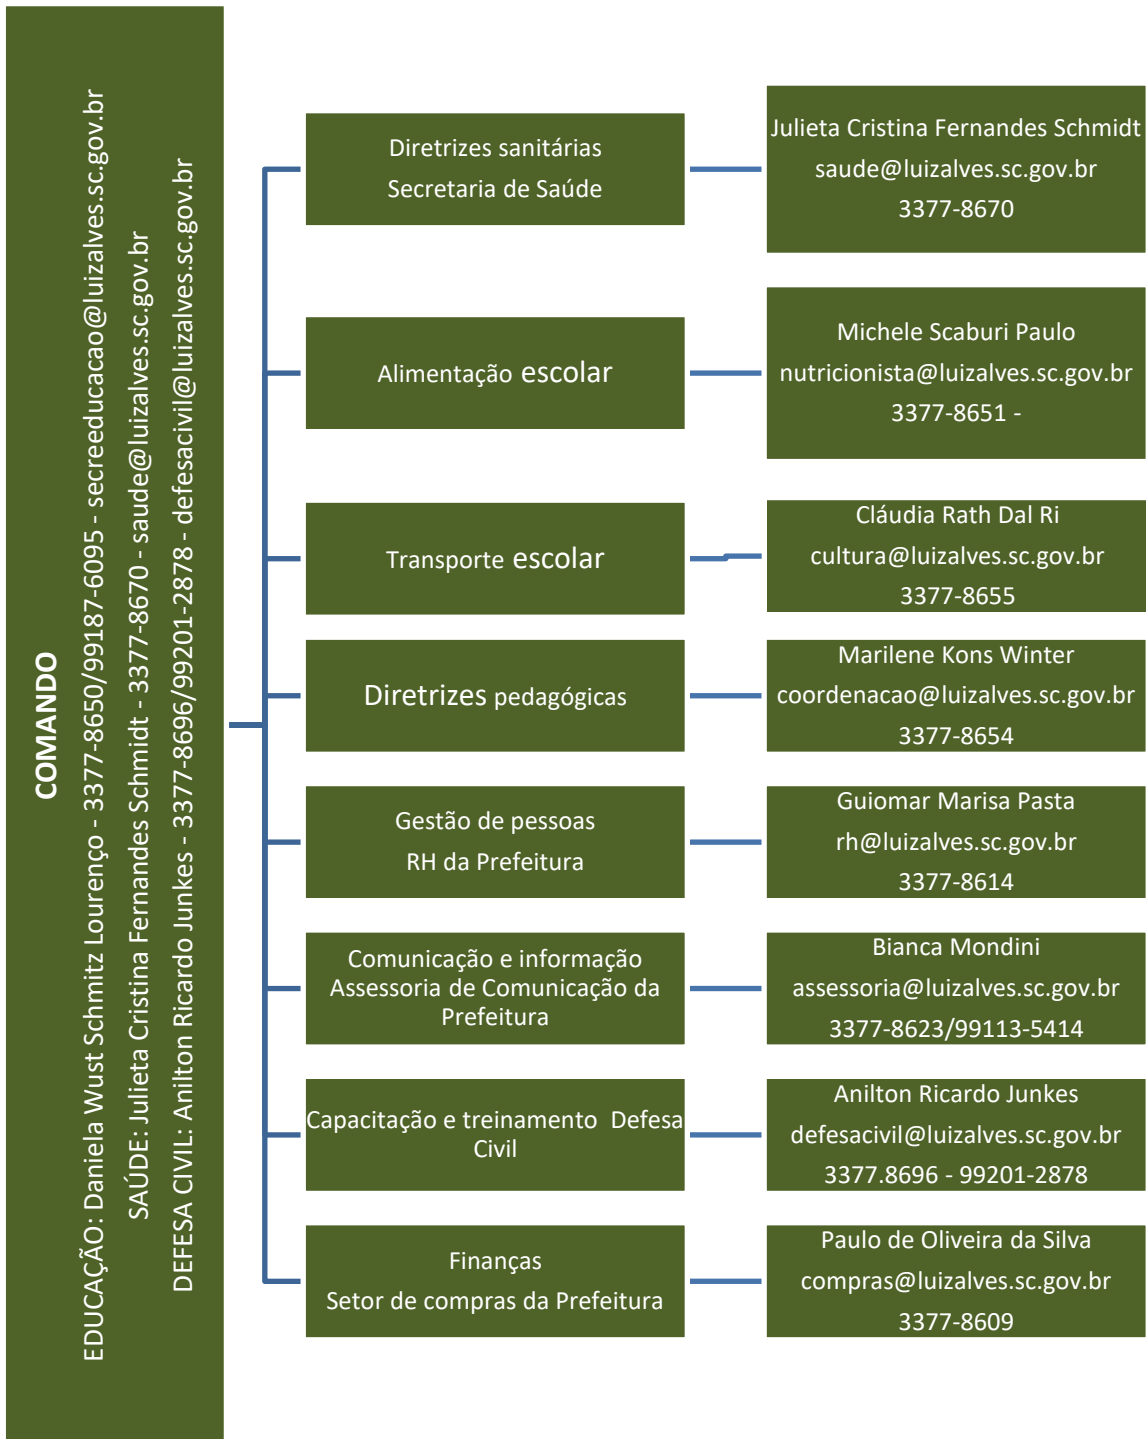 COMANDO
EDUCAÇÃO: Daniela Wust Schmitz Lourenço - 3377-8650/99187-6095 - secreeducacao@luizalves.sc.gov.br
SAÚDE: Julieta Cristina Fernandes Schmidt - 3377-8670 - saude@luizalves.sc.gov.br
DEFESA CIVIL: Anilton Ricardo Junkes - 3377-8696/99201-2878 - defesacivil@luizalves.sc.gov.br
Diretrizes sanitárias
Secretaria de Saúde
Julieta Cristina Fernandes Schmidt
saude@luizalves.sc.gov.br
3377-8670
Alimentação escolar
Michele Scaburi Paulo
nutricionista@luizalves.sc.gov.br
3377-8651 -
Transporte escolar
Cláudia Rath Dal Ri
cultura@luizalves.sc.gov.br
3377-8655
Diretrizes pedagógicas
Marilene Kons Winter
coordenacao@luizalves.sc.gov.br
3377-8654
Gestão de pessoas
RH da Prefeitura
Guiomar Marisa Pasta
rh@luizalves.sc.gov.br
3377-8614
Comunicação e informação
Assessoria de Comunicação da
Prefeitura
Bianca Mondini
assessoria@luizalves.sc.gov.br
3377-8623/99113-5414
Capacitação e treinamento  Defesa
Civil
Anilton Ricardo Junkes
defesacivil@luizalves.sc.gov.br
3377.8696 - 99201-2878
Finanças
Setor de compras da Prefeitura
Paulo de Oliveira da Silva
compras@luizalves.sc.gov.br
3377-8609